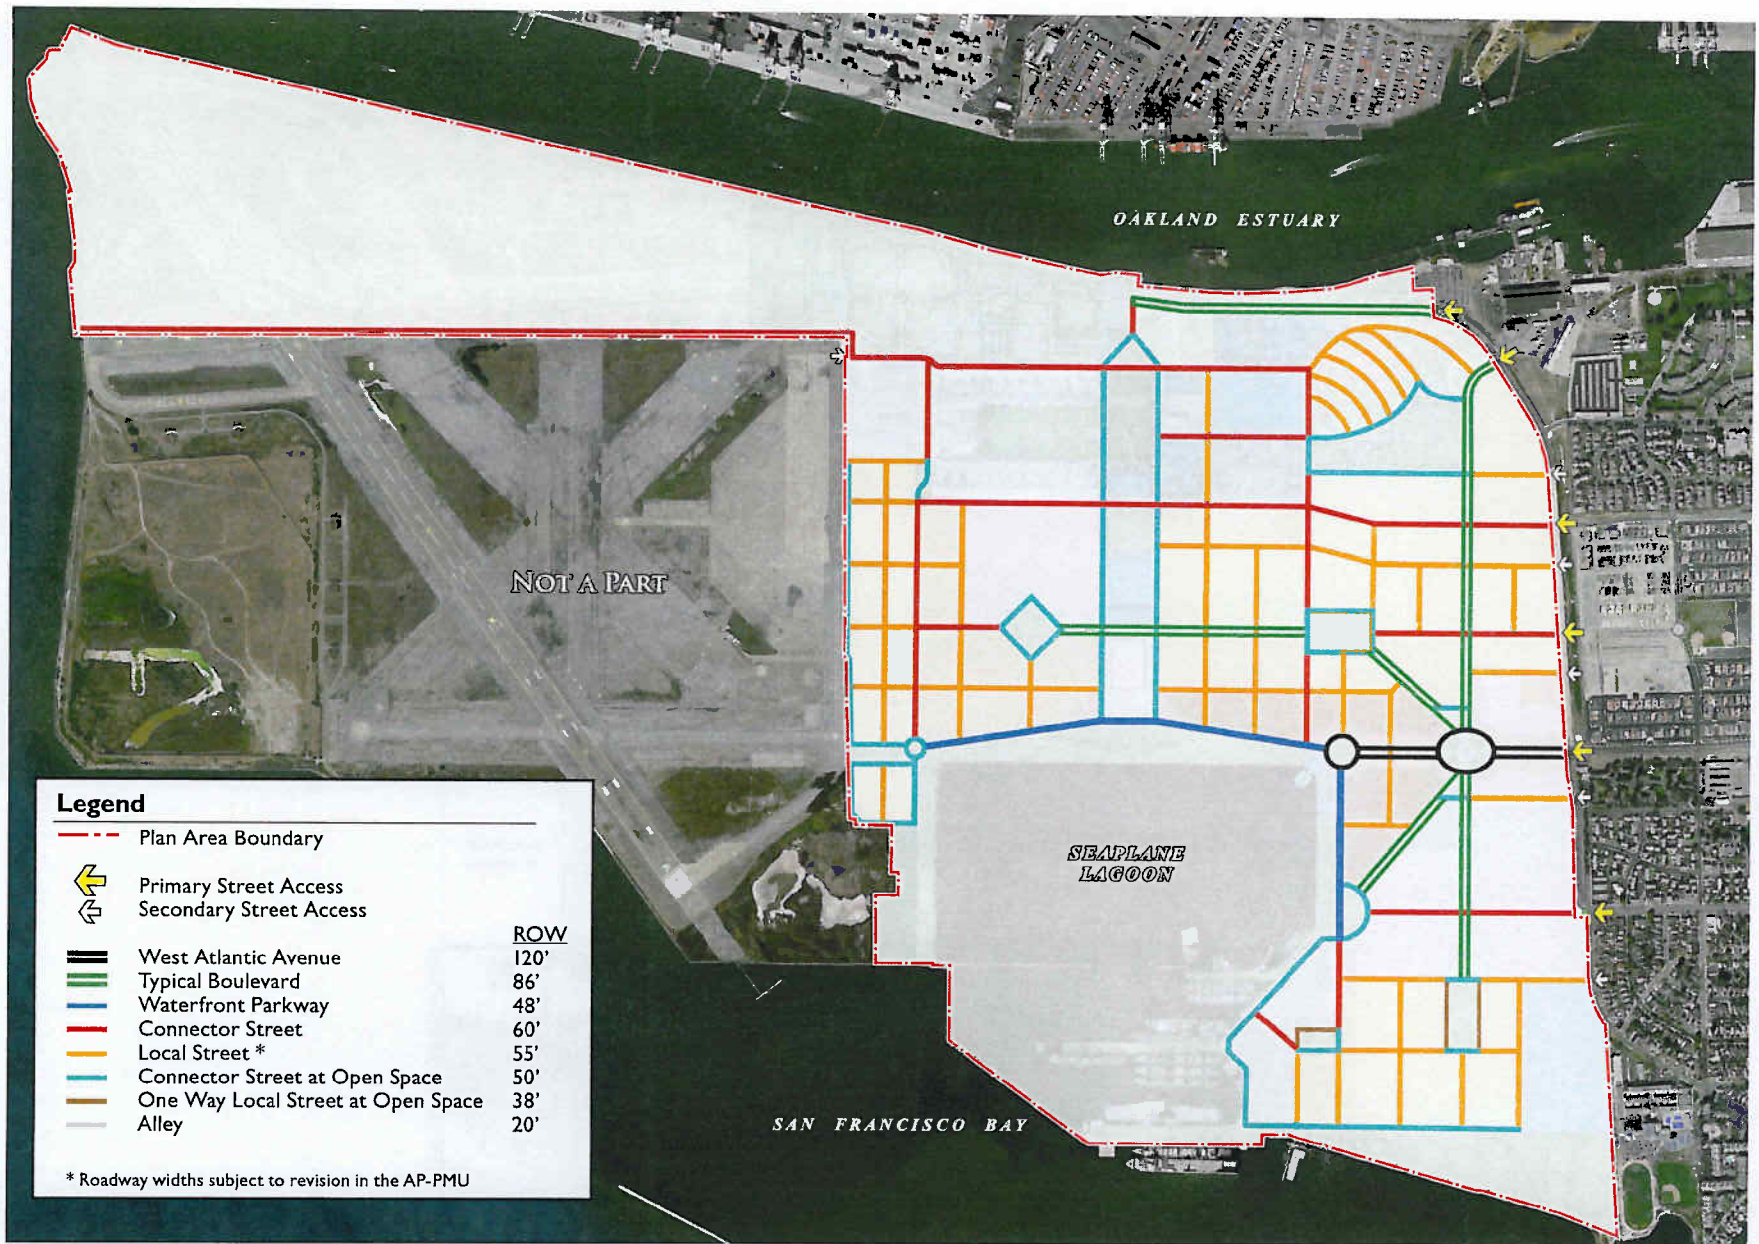 OAKLAND ESTUARY
NOT A PART
SEAPLANE
LAGOON
SAN FRANCISCO BAY
Legend
Plan Area Boundary
Primary Street Access
Secondary Street Access
ROW
West Atlantic Avenue 120'
Typical Boulevard 86'
Waterfront Parkway 48'
Connector Street 60'
Local Street * 55'
Connector Street at Open Space 50'
One Way Local Street at Open Space 38'
Alley 20'
* Roadway widths subject to revision in the AP-PMU